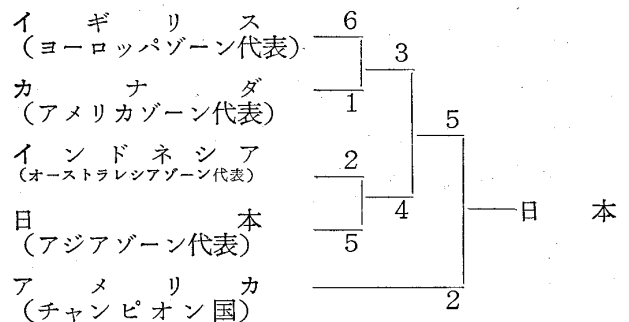 イギリス 6
(ヨーロッパゾーン代表) 3
カナダ
(アメリカゾーン代表) 1
5
インドネシア 2
(オーストラレシアゾーン代表)
日本 4 日本
(アジアゾーン代表) 5
アメリカ
(チャンピオン国) 2